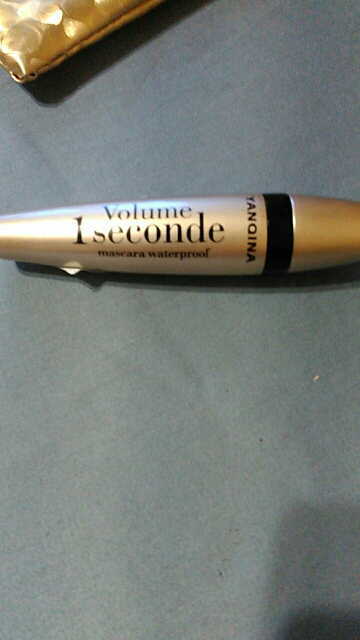 Volume
1 seconde
mascara waterproof
YANQINA